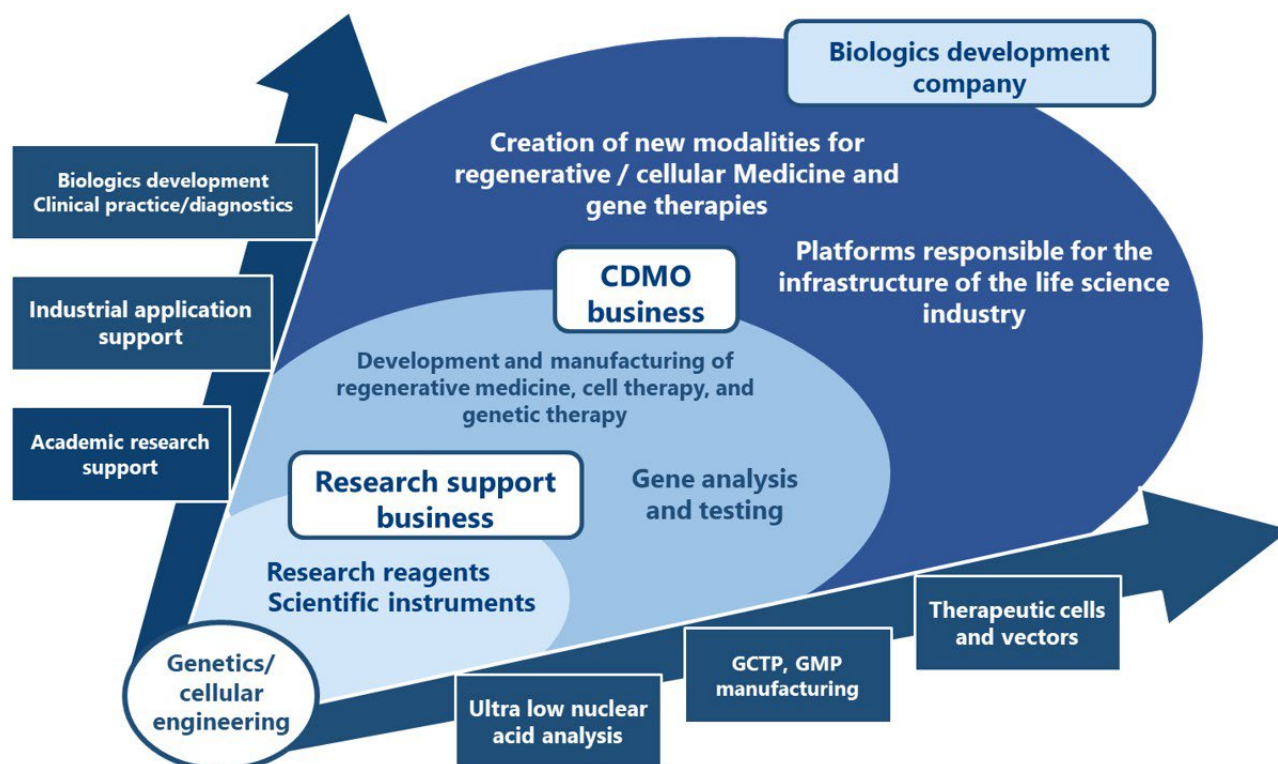 Biologics development
company
Creation of new modalities for
regenerative / cellular Medicine and
gene therapies
Biologics development
Clinical practice/diagnostics
Platforms responsible for the
infrastructure of the life science
industry
CDMO
business
Industrial application
support
Development and manufacturing of
regenerative medicine, cell therapy, and
genetic therapy
Academic research
support
Research support
business
Gene analysis
and testing
Research reagents
Scientific instruments
Therapeutic cells
and vectors
Genetics/
cellular
engineering
GCTP, GMP
manufacturing
Ultra low nuclear
acid analysis